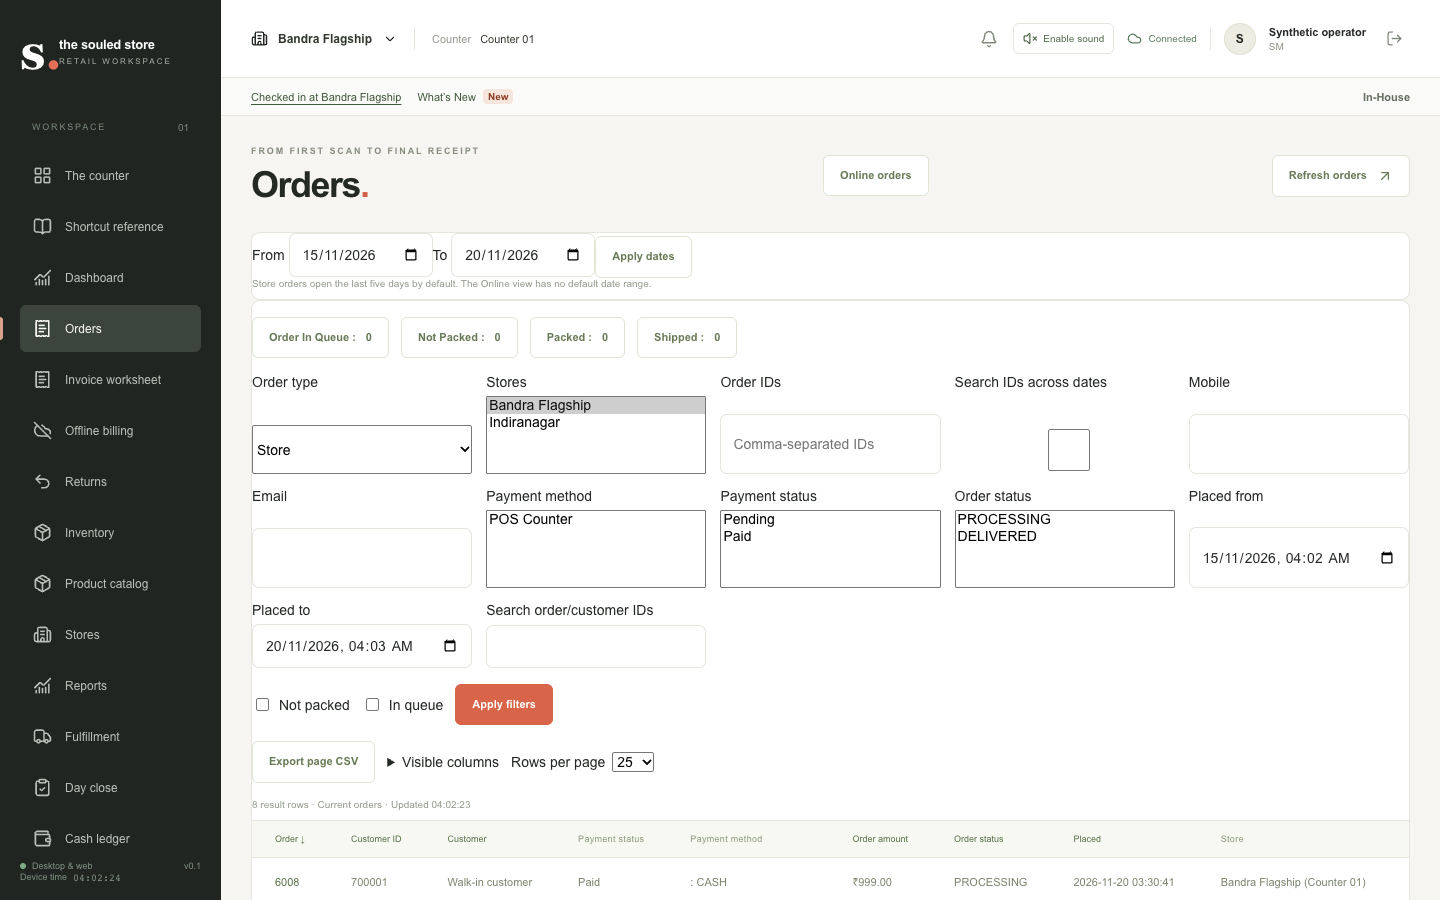 S.
the souled store
RETAIL WORKSPACE
WORKSPACE 01
The counter
Shortcut reference
Dashboard
Orders
Invoice worksheet
Offline billing
Returns
Inventory
Product catalog
Stores
Reports
Fulfillment
Day close
Cash ledger
Desktop & web v0.1
Device time 04:02:24
Bandra Flagship Counter Counter 01
Enable sound Connected S Synthetic operator
SM
Checked in at Bandra Flagship What's New New In-House
FROM FIRST SCAN TO FINAL RECEIPT
Orders.
Online orders Refresh orders
From 15/11/2026 To 20/11/2026 Apply dates
Store orders open the last five days by default. The Online view has no default date range.
Order In Queue : 0 Not Packed : 0 Packed : 0 Shipped : 0
Order type Stores Order IDs Search IDs across dates Mobile
Store Bandra Flagship Comma-separated IDs
Indiranagar
Email Payment method Payment status Order status Placed from
POS Counter Pending PROCESSING 15/11/2026, 04:02 AM
Paid DELIVERED
Placed to Search order/customer IDs
20/11/2026, 04:03 AM
Not packed In queue Apply filters
Export page CSV ▶ Visible columns Rows per page 25
8 result rows · Current orders · Updated 04:02:23
Order ↓ Customer ID Customer Payment status Payment method Order amount Order status Placed Store
6008 700001 Walk-in customer Paid : CASH ₹999.00 PROCESSING 2026-11-20 03:30:41 Bandra Flagship (Counter 01)